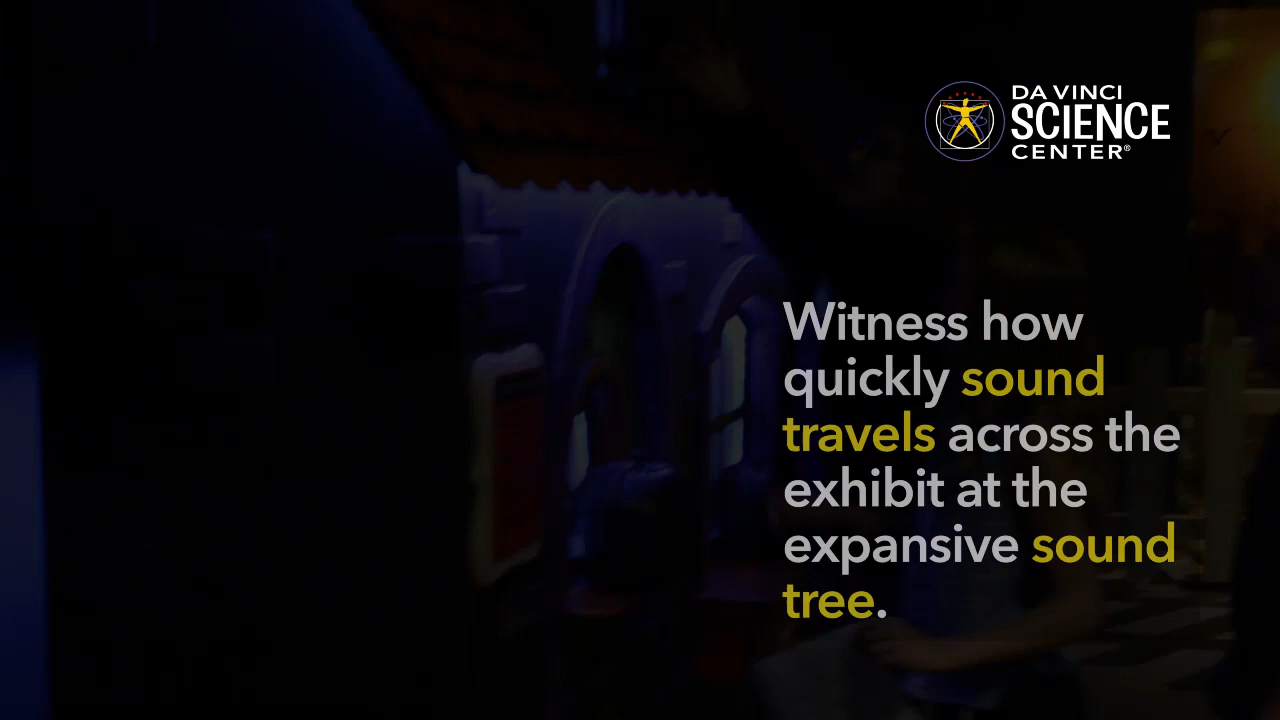 DA VINCI
SCIENCE
CENTER®
Witness how
quickly sound
travels across the
exhibit at the
expansive sound
tree.